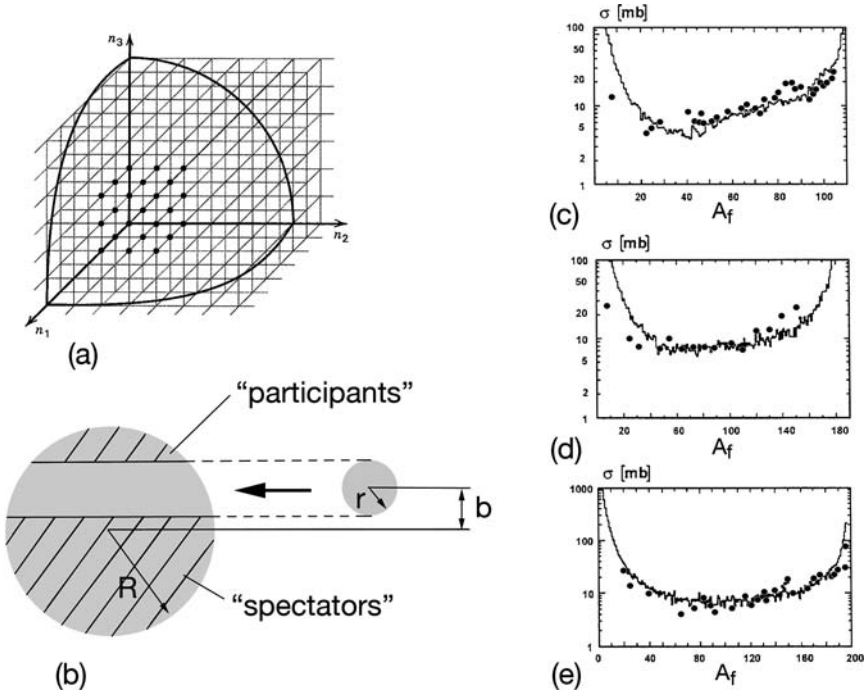 n₃
n₂
n₁
(a)
"participants"
r
b
R
"spectators"
(b)
σ [mb]
100
50
20
10
5
2
1
20 40 60 80 100
A_f
(c)
σ [mb]
100
50
20
10
5
2
1
20 60 100 140 190
A_f
(d)
σ [mb]
1000
100
10
1
0 40 80 120 160 200
A_f
(e)